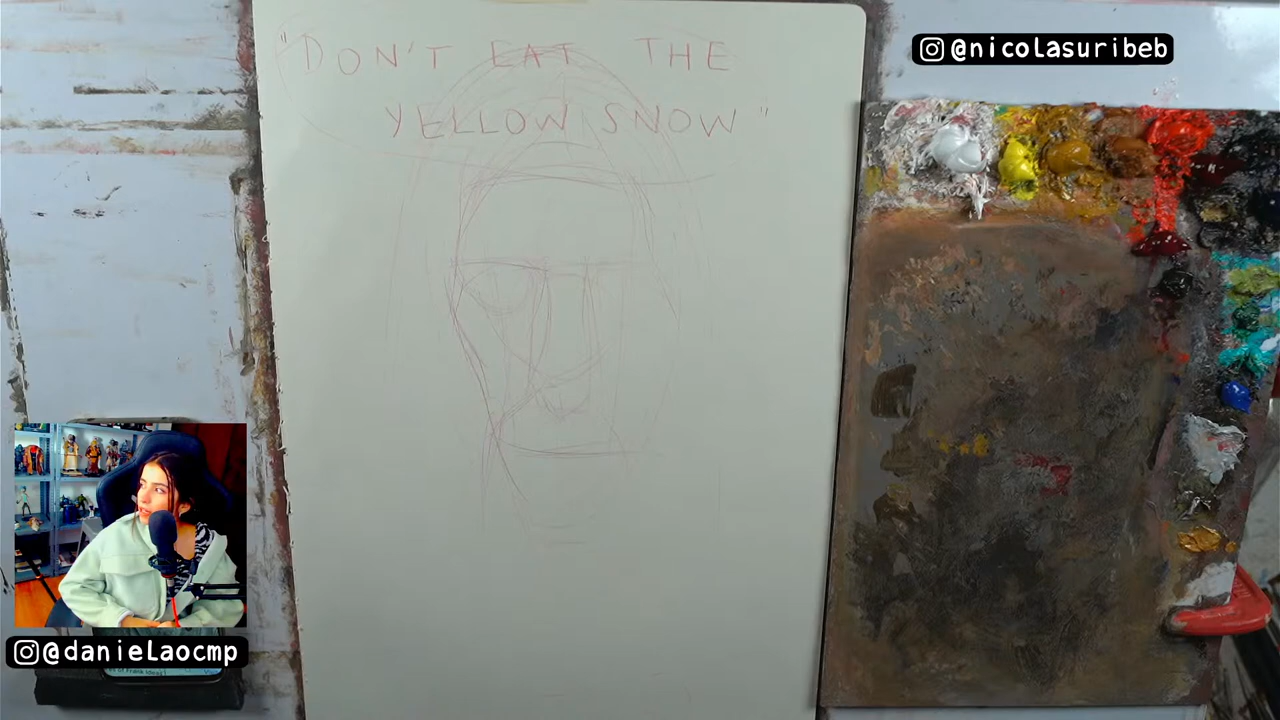 "DON'T EAT THE
YELLOW SNOW"
@nicolasuribeb
@danielaocmp